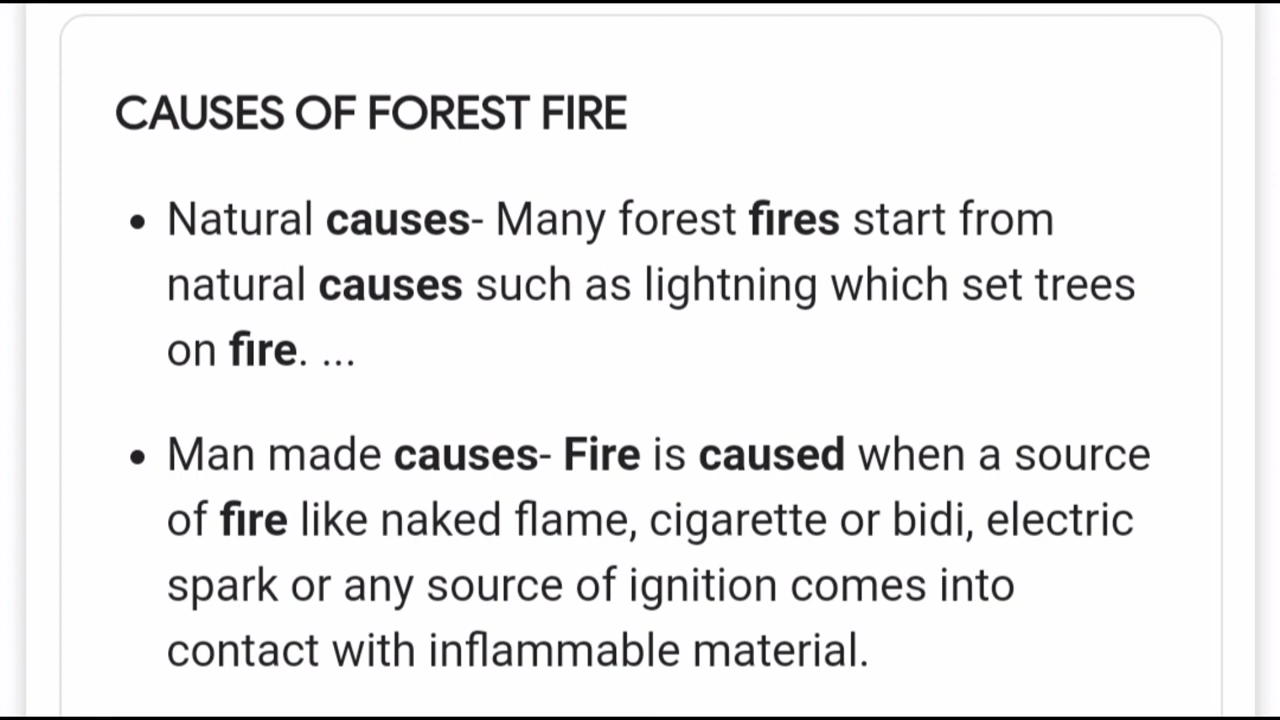 CAUSES OF FOREST FIRE
• Natural causes- Many forest fires start from
natural causes such as lightning which set trees
on fire. ...
• Man made causes- Fire is caused when a source
of fire like naked flame, cigarette or bidi, electric
spark or any source of ignition comes into
contact with inflammable material.